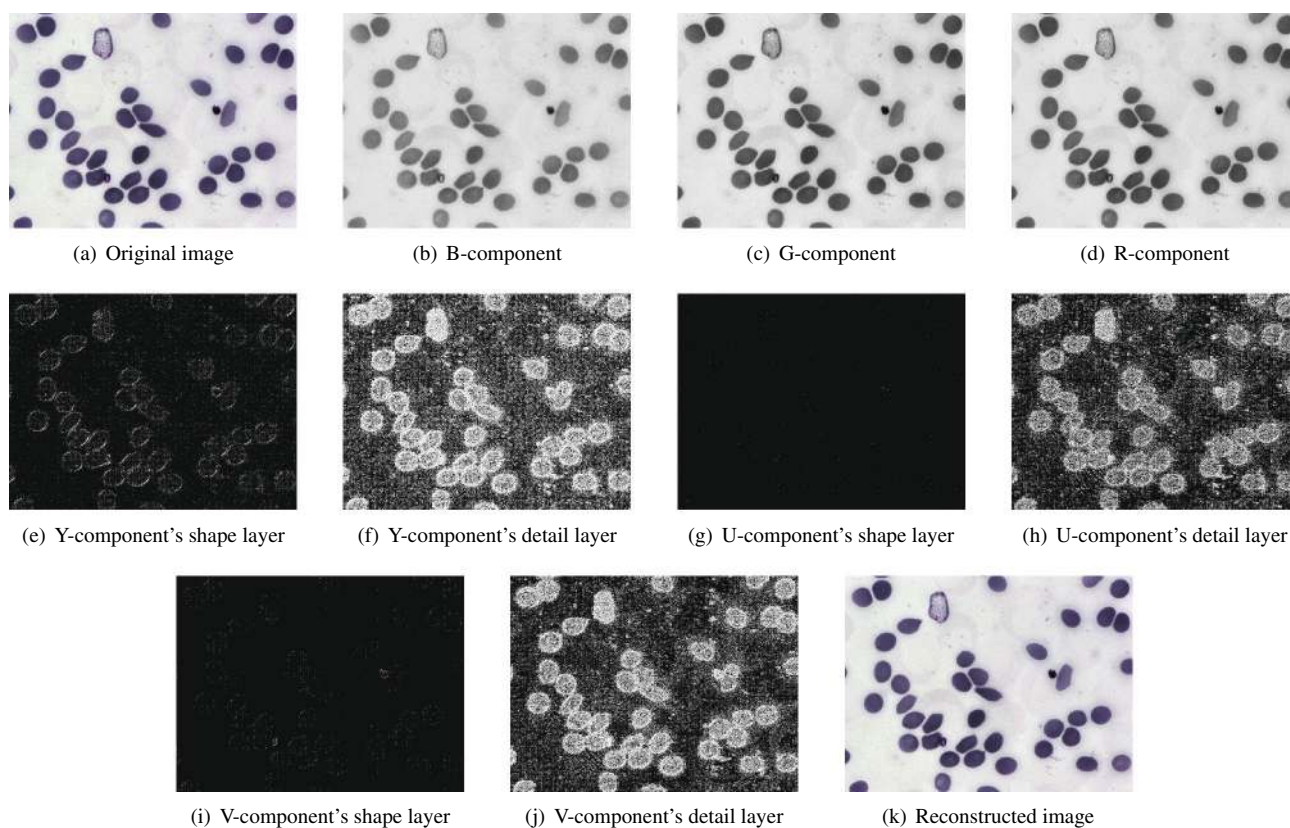 (a) Original image
(b) B-component
(c) G-component
(d) R-component
(e) Y-component's shape layer
(f) Y-component's detail layer
(g) U-component's shape layer
(h) U-component's detail layer
(i) V-component's shape layer
(j) V-component's detail layer
(k) Reconstructed image